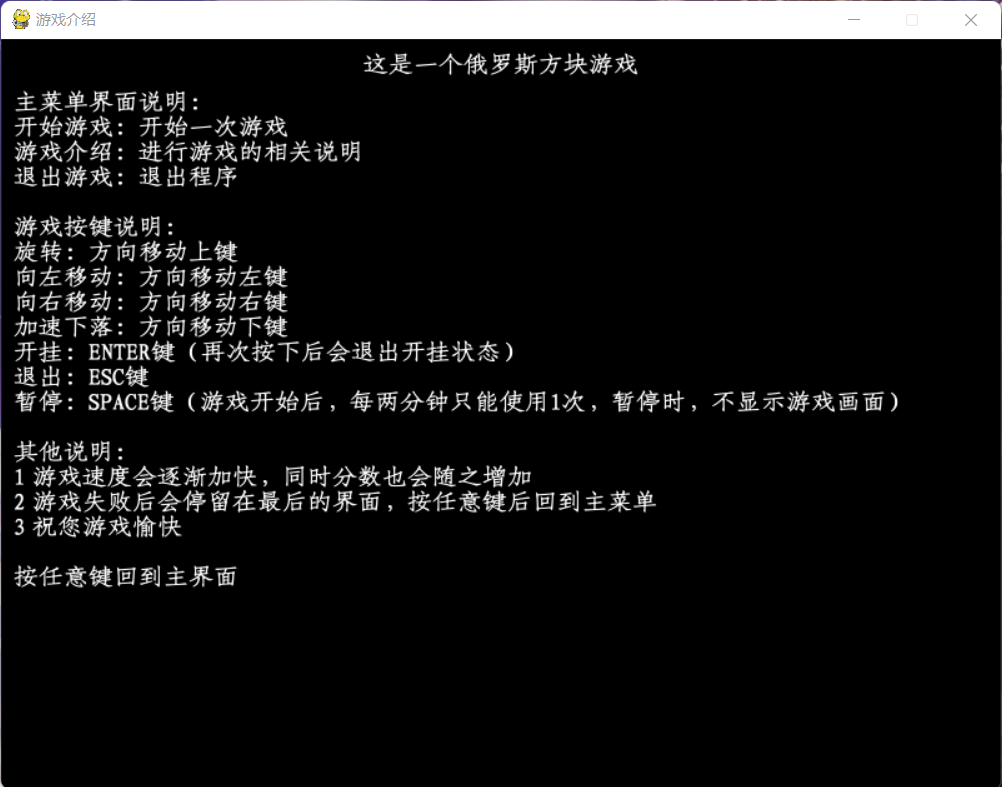 游戏介绍
这是一个俄罗斯方块游戏
主菜单界面说明：
开始游戏：开始一次游戏
游戏介绍：进行游戏的相关说明
退出游戏：退出程序
游戏按键说明：
旋转：方向移动上键
向左移动：方向移动左键
向右移动：方向移动右键
加速下落：方向移动下键
开挂：ENTER键（再次按下后会退出开挂状态）
退出：ESC键
暂停：SPACE键（游戏开始后，每两分钟只能使用1次，暂停时，不显示游戏画面）
其他说明：
1 游戏速度会逐渐加快，同时分数也会随之增加
2 游戏失败后会停留在最后的界面，按任意键后回到主菜单
3 祝您游戏愉快
按任意键回到主界面